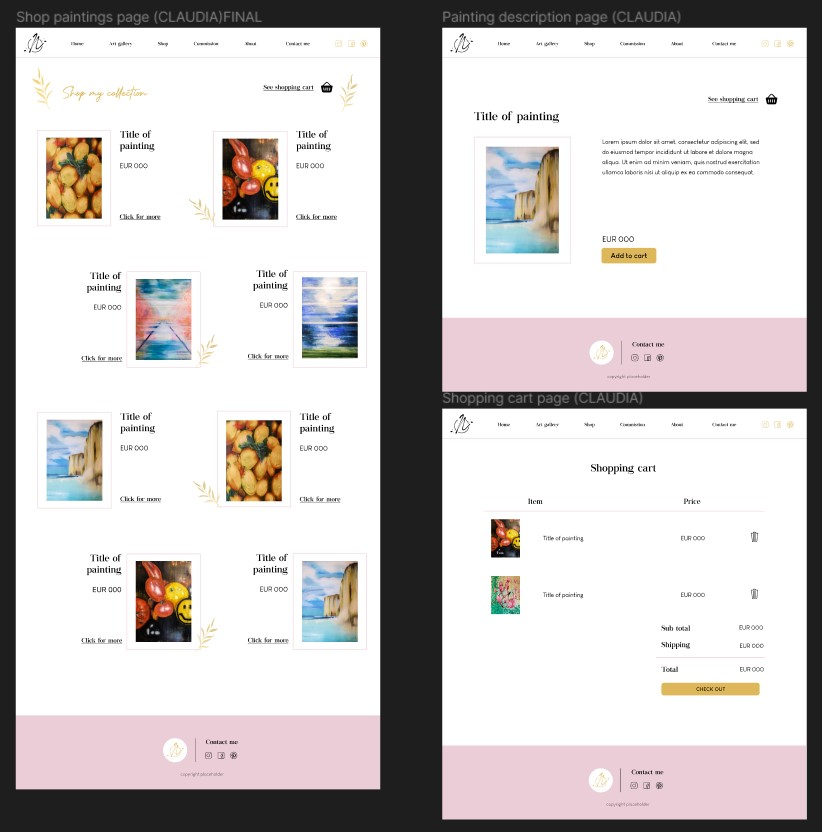 Shop paintings page (CLAUDIA)FINAL
Home Art gallery Shop Commission About Contact me
Shop my collection
See shopping cart
Title of
painting
EUR 000
Click for more
Title of
painting
EUR 000
Click for more
Title of
painting
EUR 000
Click for more
Title of
painting
EUR 000
Click for more
Title of
painting
EUR 000
Click for more
Title of
painting
EUR 000
Click for more
Title of
painting
EUR 000
Click for more
Title of
painting
EUR 000
Click for more
Contact me
copyright placeholder
Painting description page (CLAUDIA)
Home Art gallery Shop Commission About Contact me
See shopping cart
Title of painting
Lorem ipsum dolor sit amet, consectetur adipiscing elit, sed
do eiusmod tempor incididunt ut labore et dolore magna
aliqua. Ut enim ad minim veniam, quis nostrud exercitation
ullamco laboris nisi ut aliquip ex ea commodo consequat.
EUR 000
Add to cart
Contact me
copyright placeholder
Shopping cart page (CLAUDIA)
Home Art gallery Shop Commission About Contact me
Shopping cart
Item Price
Title of painting EUR 000
Title of painting EUR 000
Sub total EUR 000
Shipping EUR 000
Total EUR 000
CHECK OUT
Contact me
copyright placeholder